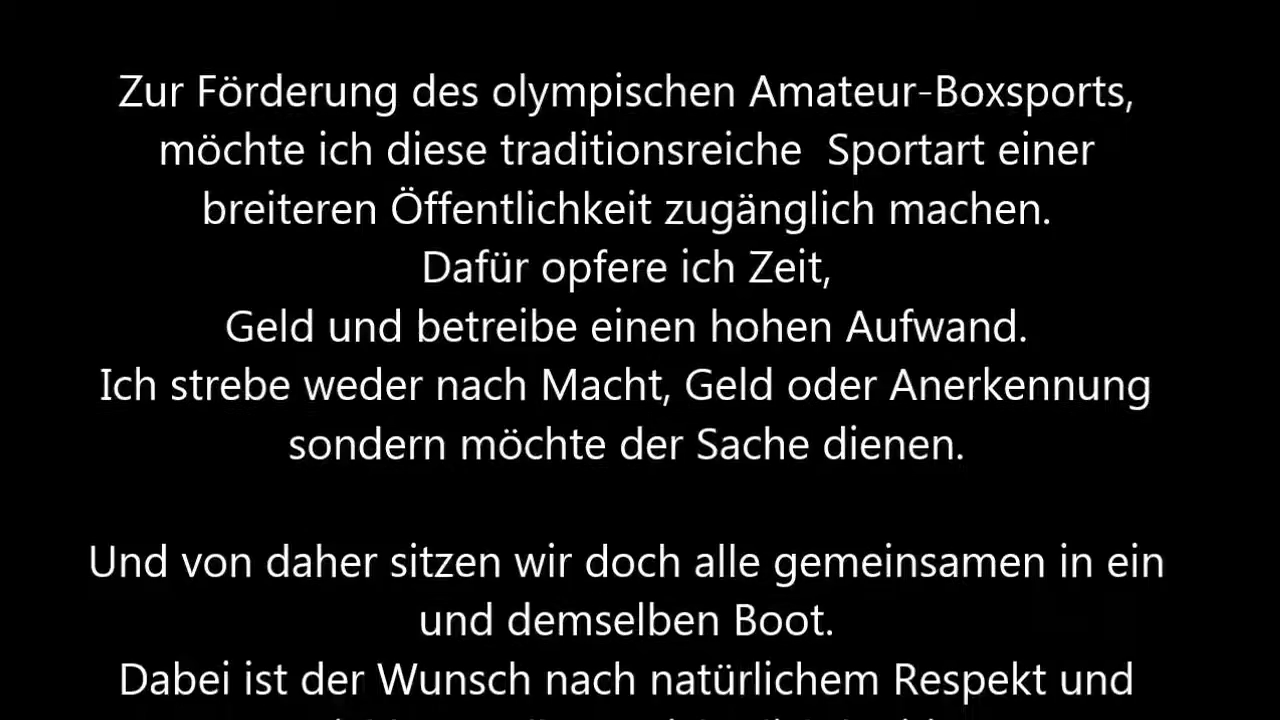 Zur Förderung des olympischen Amateur-Boxsports,
möchte ich diese traditionsreiche  Sportart einer
breiteren Öffentlichkeit zugänglich machen.
Dafür opfere ich Zeit,
Geld und betreibe einen hohen Aufwand.
Ich strebe weder nach Macht, Geld oder Anerkennung
sondern möchte der Sache dienen.
Und von daher sitzen wir doch alle gemeinsamen in ein
und demselben Boot.
Dabei ist der Wunsch nach natürlichem Respekt und